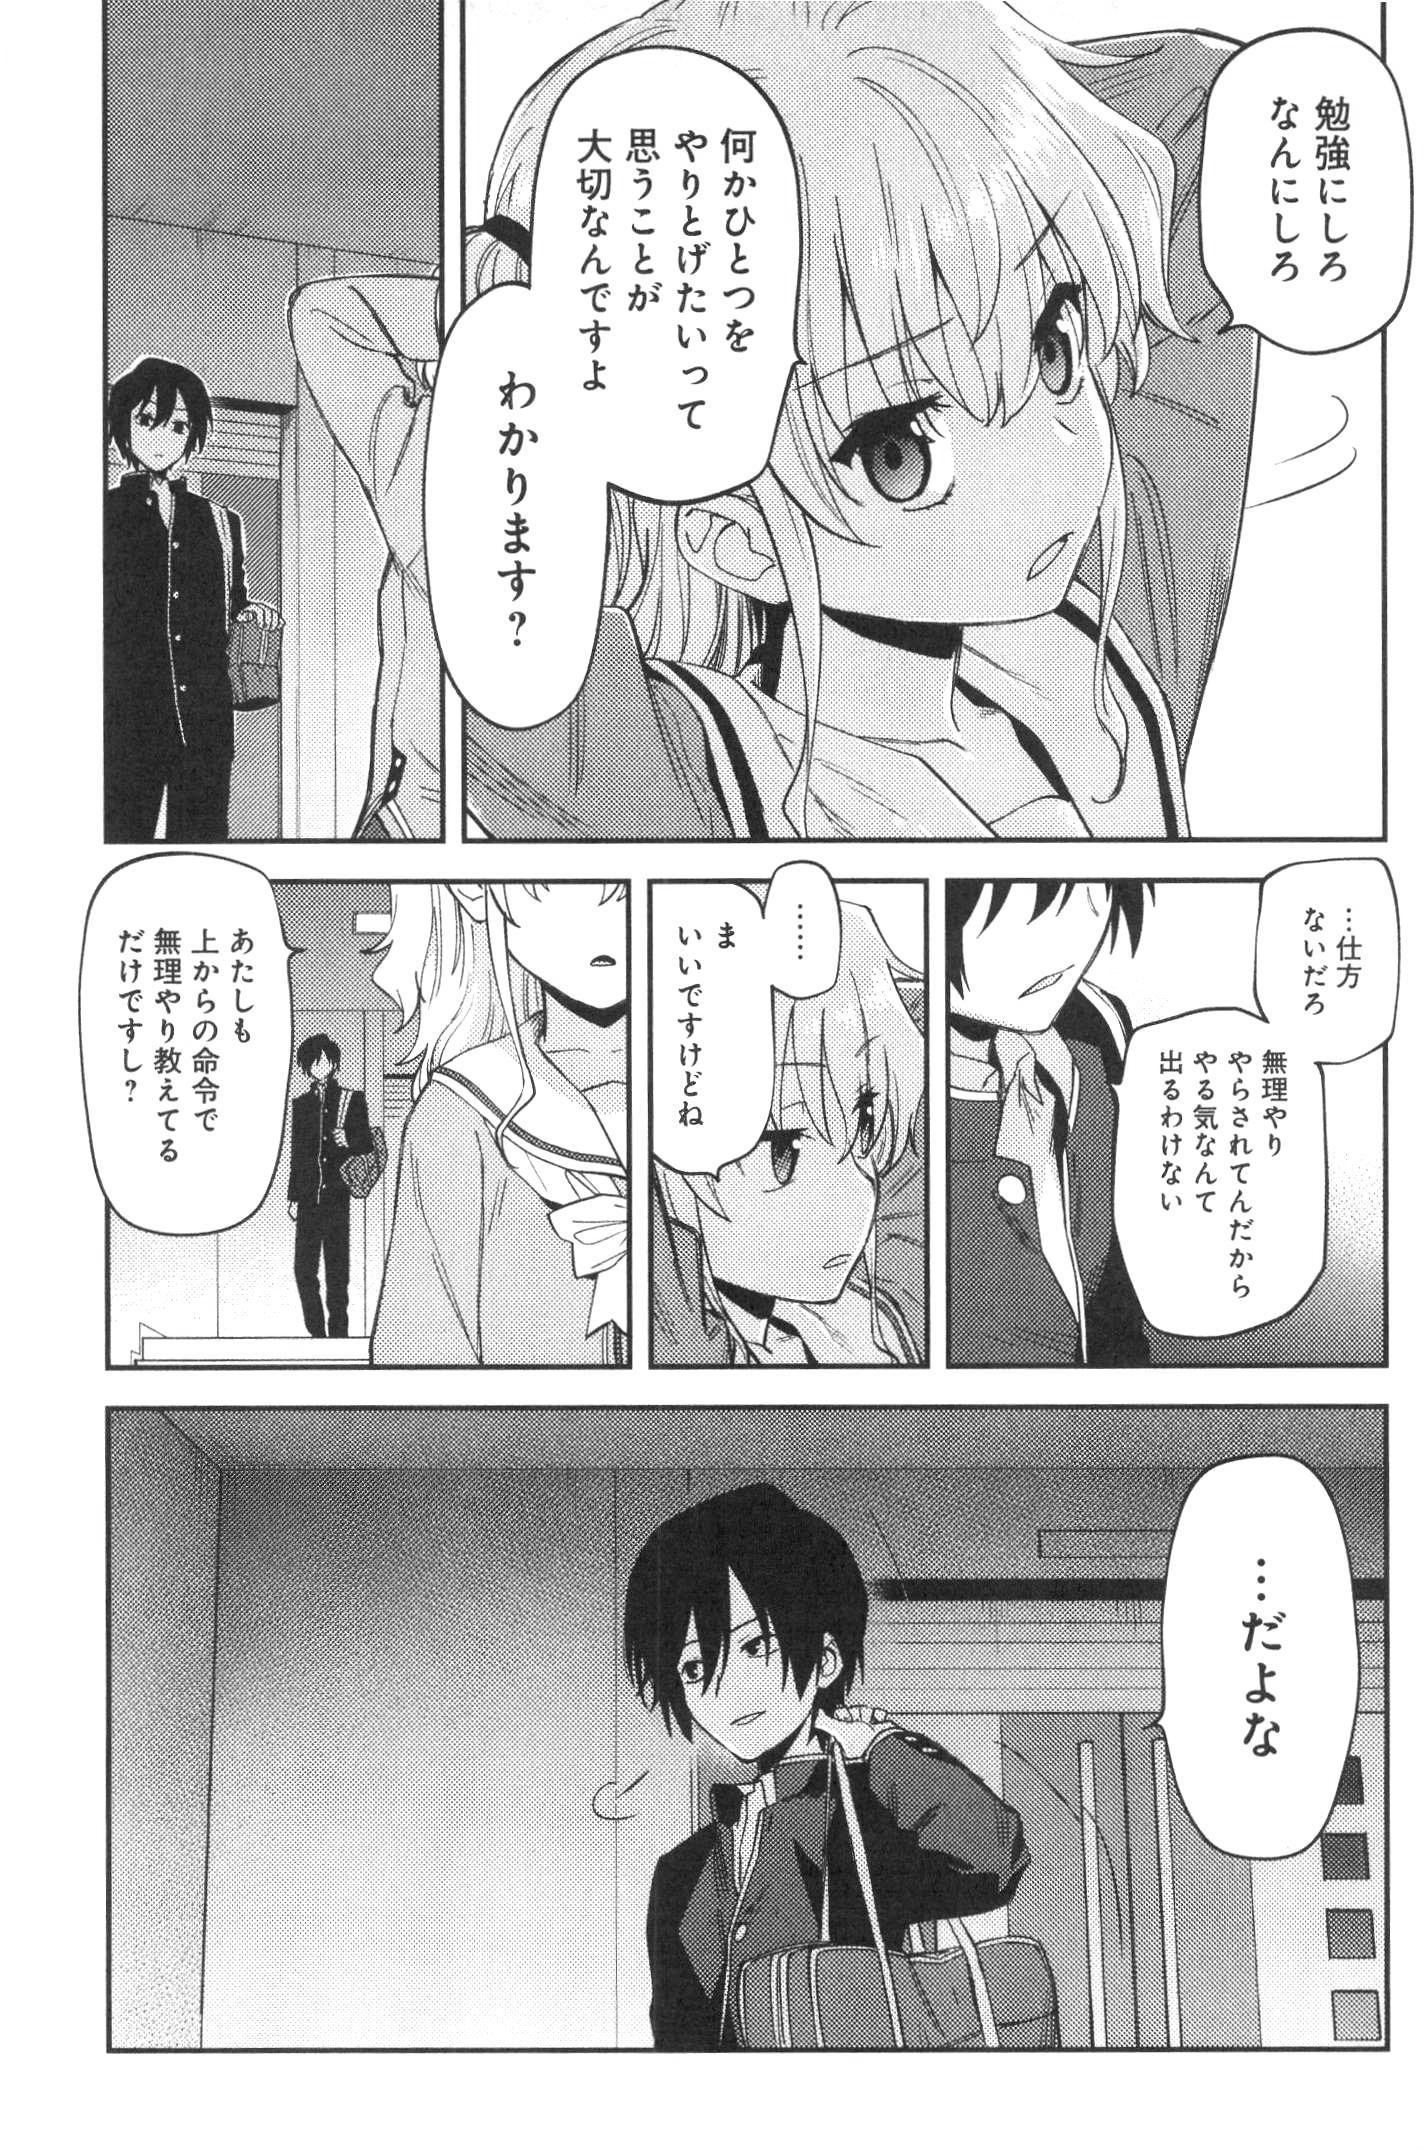 勉強にしろ
なんにしろ
何かひとつを
やりとげたいって
思うことが
大切なんですよ
わかります?
…仕方
ないだろ
無理やり
やらされてんだから
やる気なんて
出るわけない
……
ま
いいですけどね
あたしも
上からの命令で
無理やり教えてる
だけですし?
…だよな